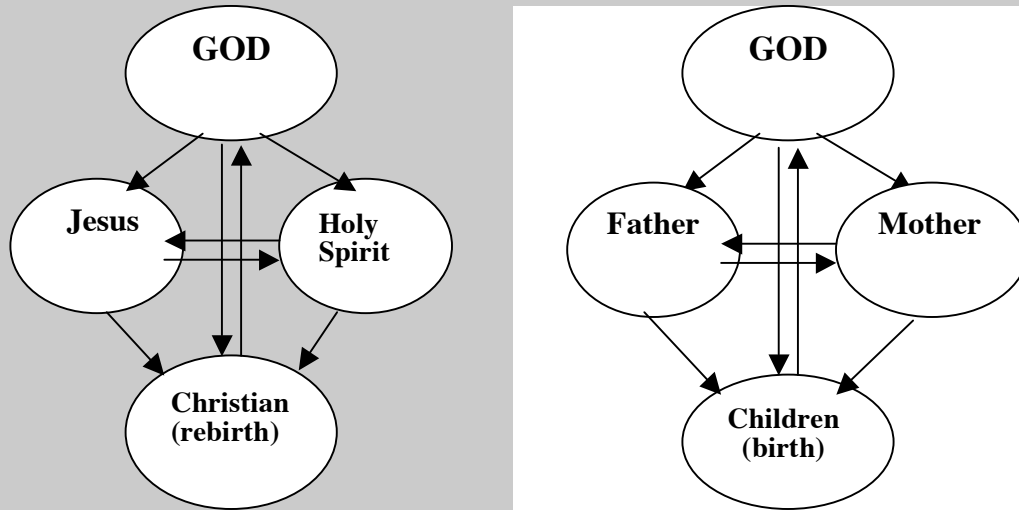 GOD
Jesus
Holy
Spirit
Christian
(rebirth)
GOD
Father
Mother
Children
(birth)